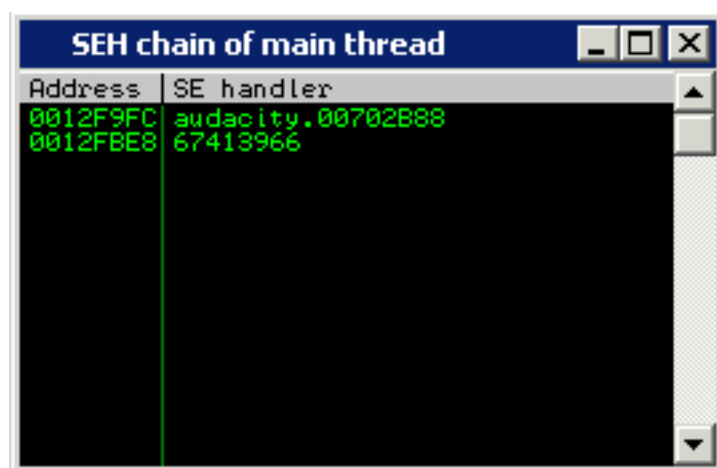 SEH chain of main thread
Address SE handler
0012F9FC audacity.00702B88
0012FBE8 67413966